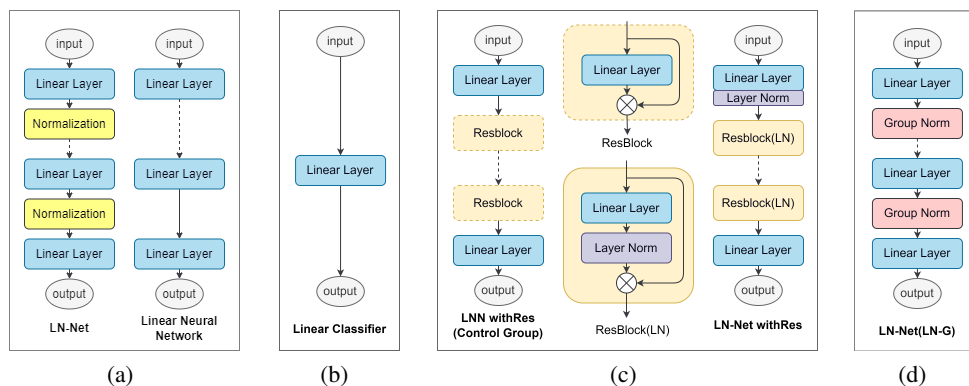 input
Linear Layer
Normalization
Linear Layer
Normalization
Linear Layer
output
LN-Net
input
Linear Layer
Linear Layer
Linear Layer
output
Linear Neural
Network
(a)
input
Linear Layer
output
Linear Classifier
(b)
input
Linear Layer
Resblock
Resblock
Linear Layer
output
LNN withRes
(Control Group)
Linear Layer
ResBlock
Linear Layer
Layer Norm
ResBlock(LN)
input
Linear Layer
Layer Norm
Resblock(LN)
Resblock(LN)
Linear Layer
output
LN-Net withRes
(c)
input
Linear Layer
Group Norm
Linear Layer
Group Norm
Linear Layer
output
LN-Net(LN-G)
(d)